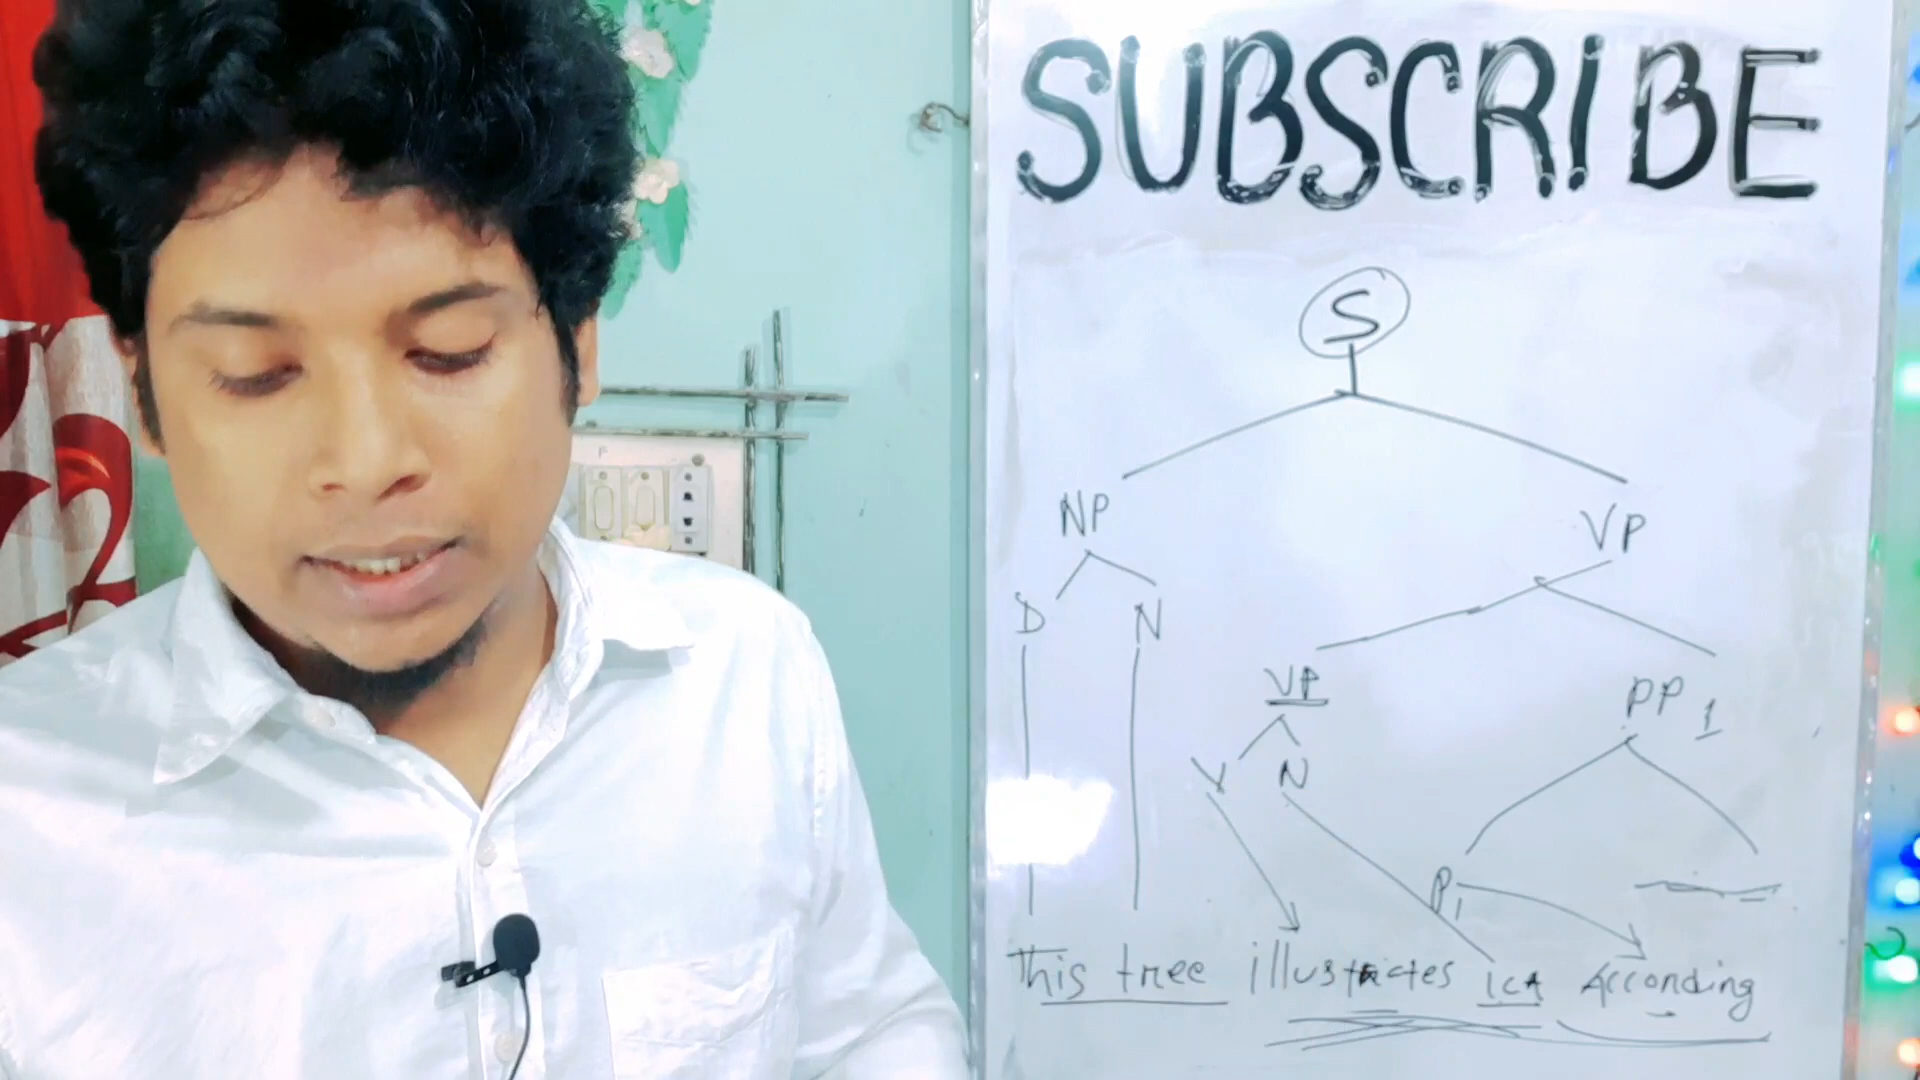 SUBSCRIBE
S
NP VP
D N
VP PP 1
V N
P1
This tree illustrates ICA According